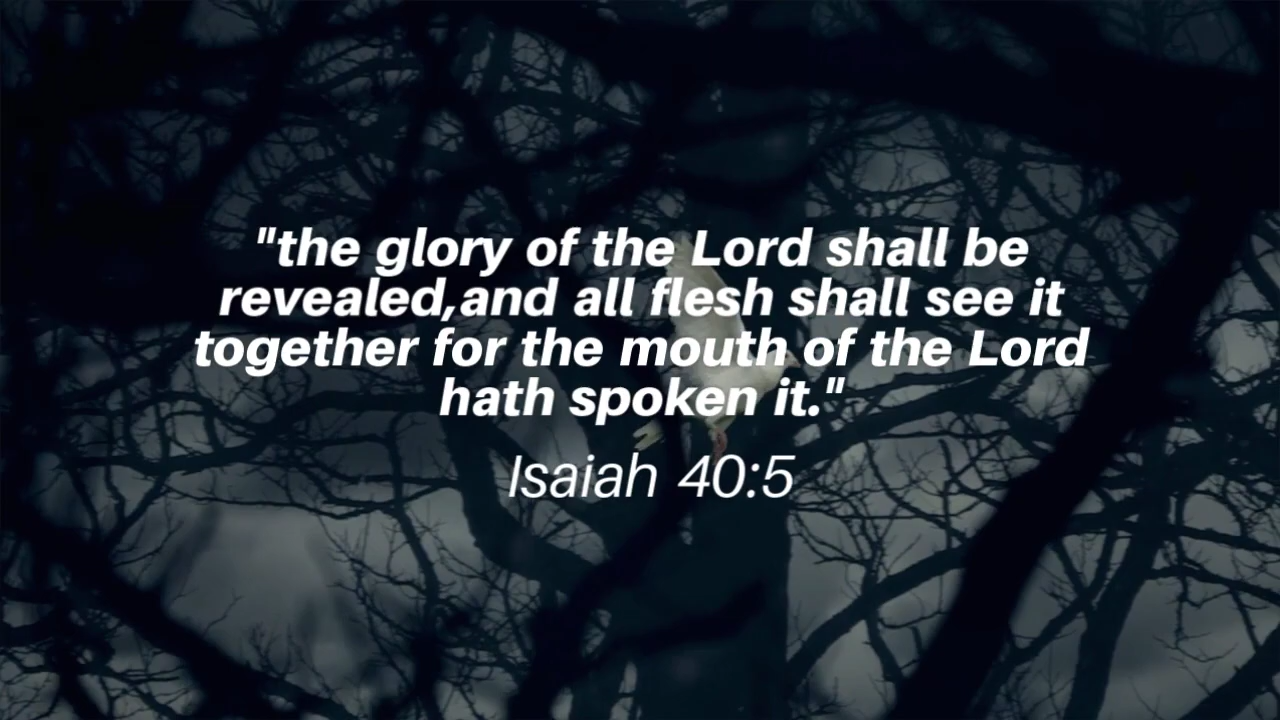 "the glory of the Lord shall be
revealed,and all flesh shall see it
together for the mouth of the Lord
hath spoken it."
Isaiah 40:5